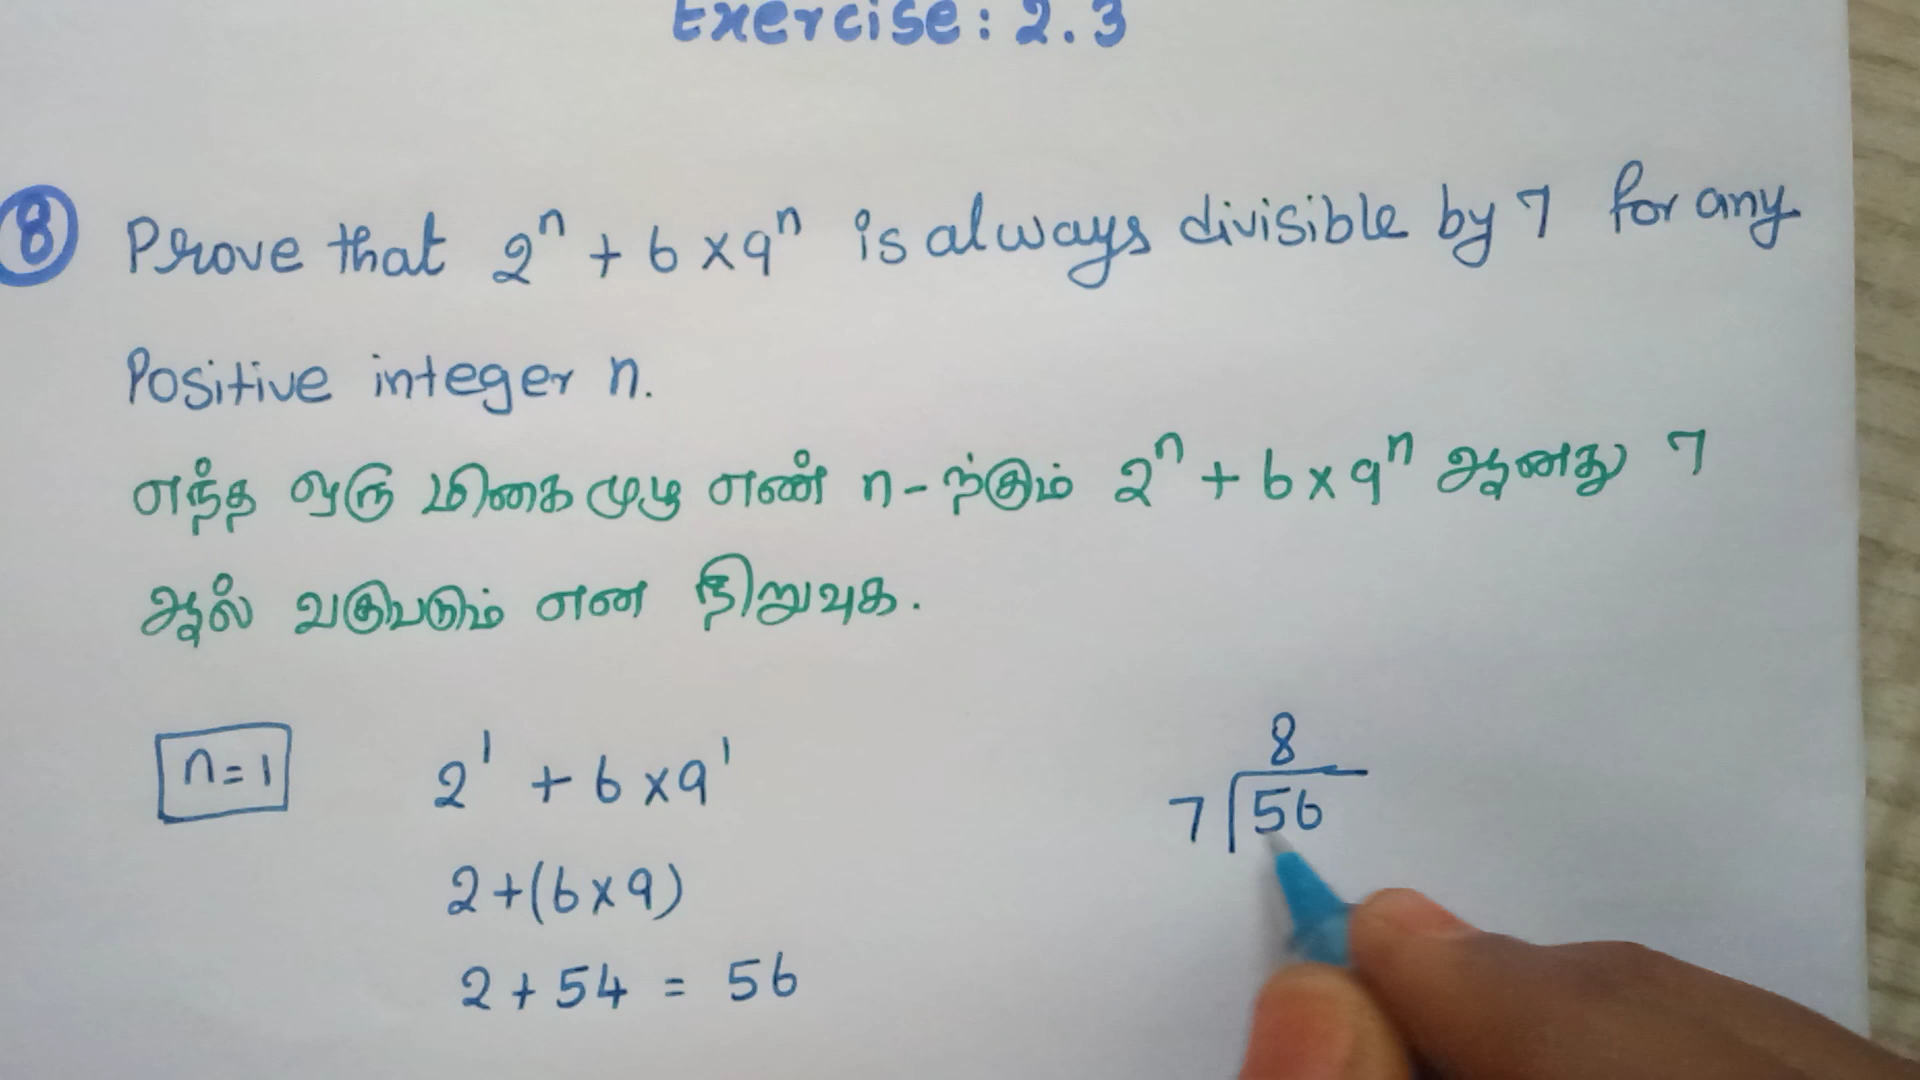 Exercise: 2.3
8 Prove that 2ⁿ + 6 × 9ⁿ is always divisible by 7 for any
Positive integer n.
எந்த ஒரு மிகை முழு எண் n-ற்கும் 2ⁿ + 6 × 9ⁿ ஆனது 7
ஆல் வகுபடும் என நிறுவுக.
n=1 2¹ + 6 × 9¹
2+(6×9)
2 + 54 = 56
8
7 56